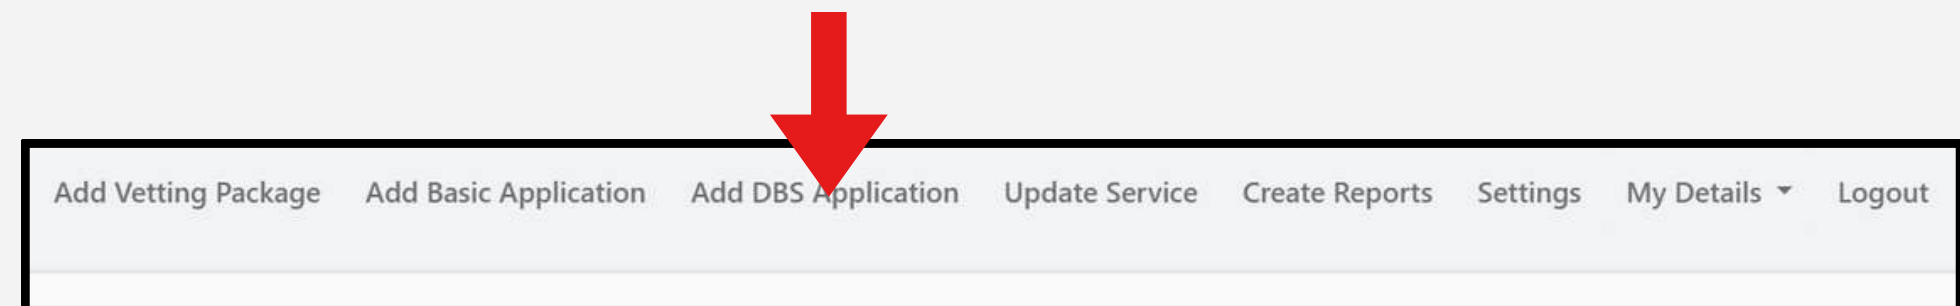 Add Vetting Package Add Basic Application Add DBS Application Update Service Create Reports Settings My Details Logout